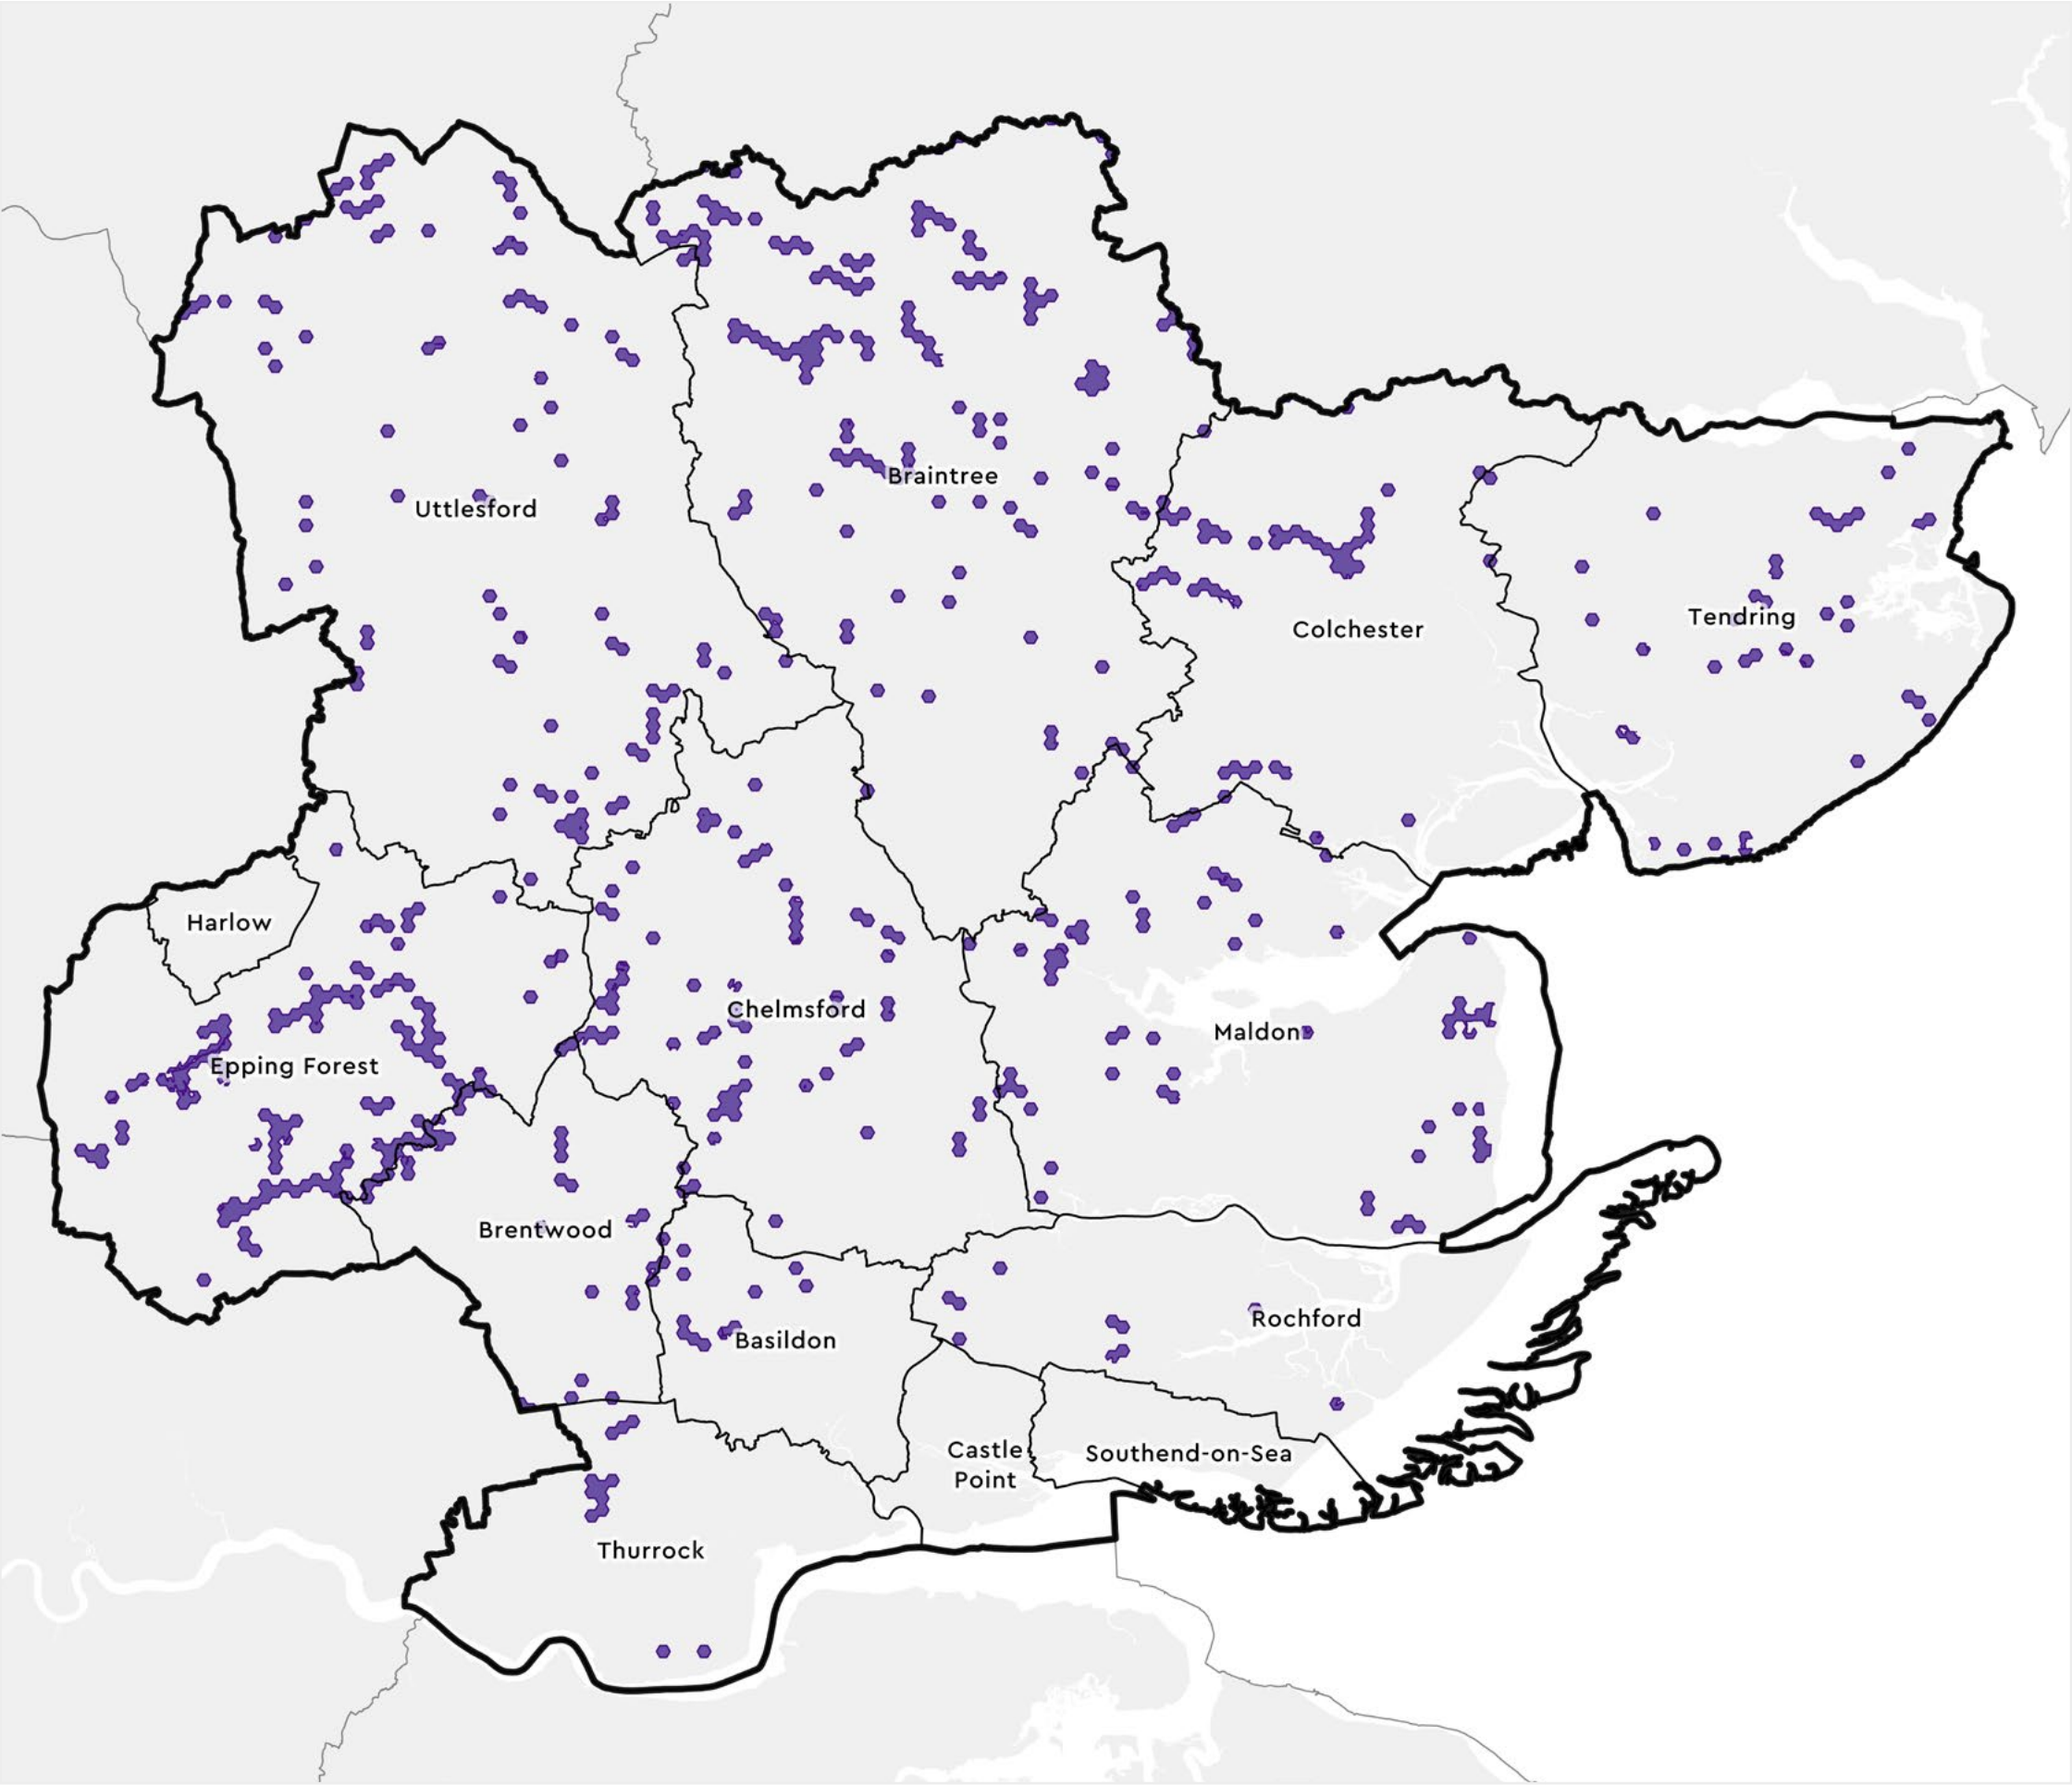 Braintree
Uttlesford
Tendring
Colchester
Harlow
Chelmsford
Maldon
Epping Forest
Brentwood
Rochford
Basildon
Castle
Point
Southend-on-Sea
Thurrock